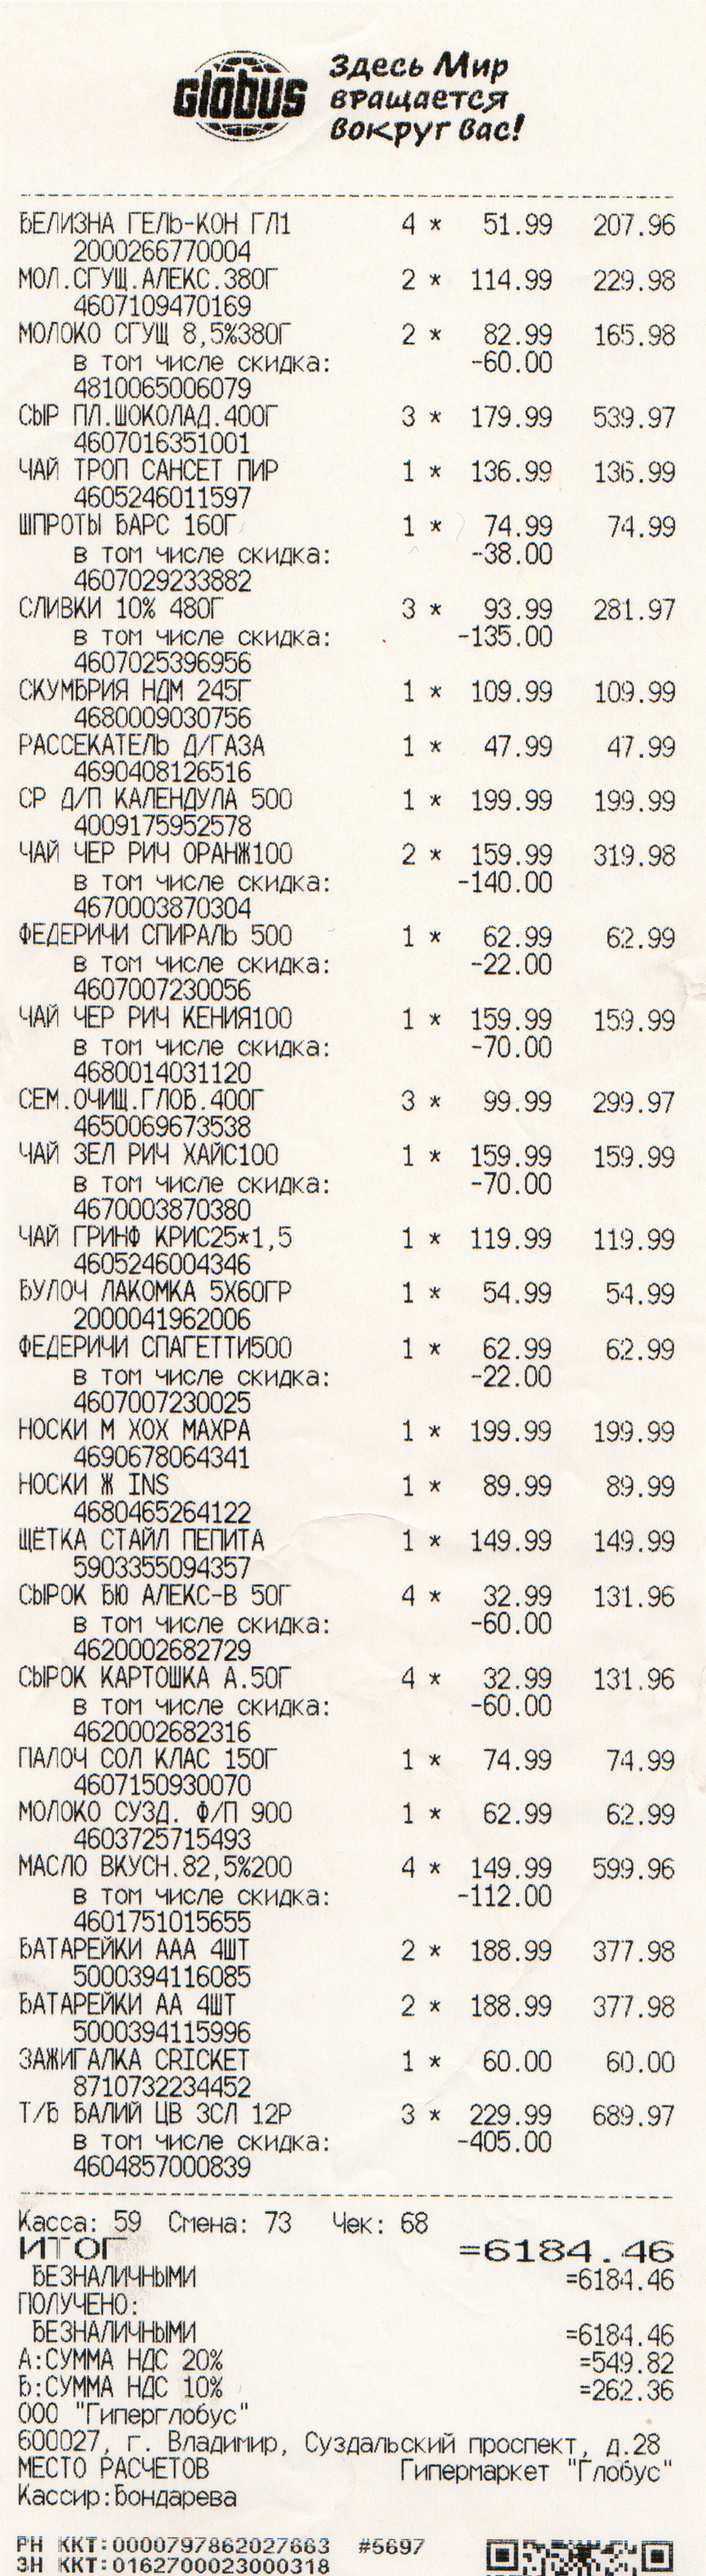 Globus
Здесь Мир
вращается
вокруг вас!
БЕЛИЗНА ГЕЛЬ-КОН ГЛ1 4 * 51.99 207.96
2000266770004
МОЛ.СГУЩ.АЛЕКС.380Г 2 * 114.99 229.98
4607109470169
МОЛОКО СГУЩ 8,5%380Г 2 * 82.99 165.98
в том числе скидка: -60.00
4810065006079
СЫР ПЛ.ШОКОЛАД.400Г 3 * 179.99 539.97
4607016351001
ЧАЙ ТРОП САНСЕТ ПИР 1 * 136.99 136.99
4605246011597
ШПРОТЫ БАРС 160Г 1 * 74.99 74.99
в том числе скидка: -38.00
4607029233882
СЛИВКИ 10% 480Г 3 * 93.99 281.97
в том числе скидка: -135.00
4607025396956
СКУМБРИЯ НДМ 245Г 1 * 109.99 109.99
4680009030756
РАССЕКАТЕЛЬ Д/ГАЗА 1 * 47.99 47.99
4690408126516
СР Д/П КАЛЕНДУЛА 500 1 * 199.99 199.99
4009175952578
ЧАЙ ЧЕР РИЧ ОРАНЖ100 2 * 159.99 319.98
в том числе скидка: -140.00
4670003870304
ФЕДЕРИЧИ СПИРАЛЬ 500 1 * 62.99 62.99
в том числе скидка: -22.00
4607007230056
ЧАЙ ЧЕР РИЧ КЕНИЯ100 1 * 159.99 159.99
в том числе скидка: -70.00
4680014031120
СЕМ.ОЧИЩ.ГЛОБ.400Г 3 * 99.99 299.97
4650069673538
ЧАЙ ЗЕЛ РИЧ ХАЙС100 1 * 159.99 159.99
в том числе скидка: -70.00
4670003870380
ЧАЙ ГРИНФ КРИС25*1,5 1 * 119.99 119.99
4605246004346
БУЛОЧ ЛАКОМКА 5Х60ГР 1 * 54.99 54.99
2000041962006
ФЕДЕРИЧИ СПАГЕТТИ500 1 * 62.99 62.99
в том числе скидка: -22.00
4607007230025
НОСКИ М ХОХ МАХРА 1 * 199.99 199.99
4690678064341
НОСКИ Ж INS 1 * 89.99 89.99
4680465264122
ЩЁТКА СТАЙЛ ПЕПИТА 1 * 149.99 149.99
5903355094357
СЫРОК БЮ АЛЕКС-В 50Г 4 * 32.99 131.96
в том числе скидка: -60.00
4620002682729
СЫРОК КАРТОШКА А.50Г 4 * 32.99 131.96
в том числе скидка: -60.00
4620002682316
ПАЛОЧ СОЛ КЛАС 150Г 1 * 74.99 74.99
4607150930070
МОЛОКО СУЗД. Ф/П 900 1 * 62.99 62.99
4603725715493
МАСЛО ВКУСН.82,5%200 4 * 149.99 599.96
в том числе скидка: -112.00
4601751015655
БАТАРЕЙКИ ААА 4ШТ 2 * 188.99 377.98
5000394116085
БАТАРЕЙКИ АА 4ШТ 2 * 188.99 377.98
5000394115996
ЗАЖИГАЛКА CRICKET 1 * 60.00 60.00
8710732234452
Т/Б БАЛИЙ ЦВ 3СЛ 12Р 3 * 229.99 689.97
в том числе скидка: -405.00
4604857000839
Касса: 59 Смена: 73 Чек: 68
ИТОГ =6184.46
БЕЗНАЛИЧНЫМИ =6184.46
ПОЛУЧЕНО:
БЕЗНАЛИЧНЫМИ =6184.46
А:СУММА НДС 20% =549.82
Б:СУММА НДС 10% =262.36
ООО "Гиперглобус"
600027, г. Владимир, Суздальский проспект, д.28
МЕСТО РАСЧЕТОВ Гипермаркет "Глобус"
Кассир:Бондарева
РН ККТ:0000797862027663 #5697
ЗН ККТ:0162700023000318